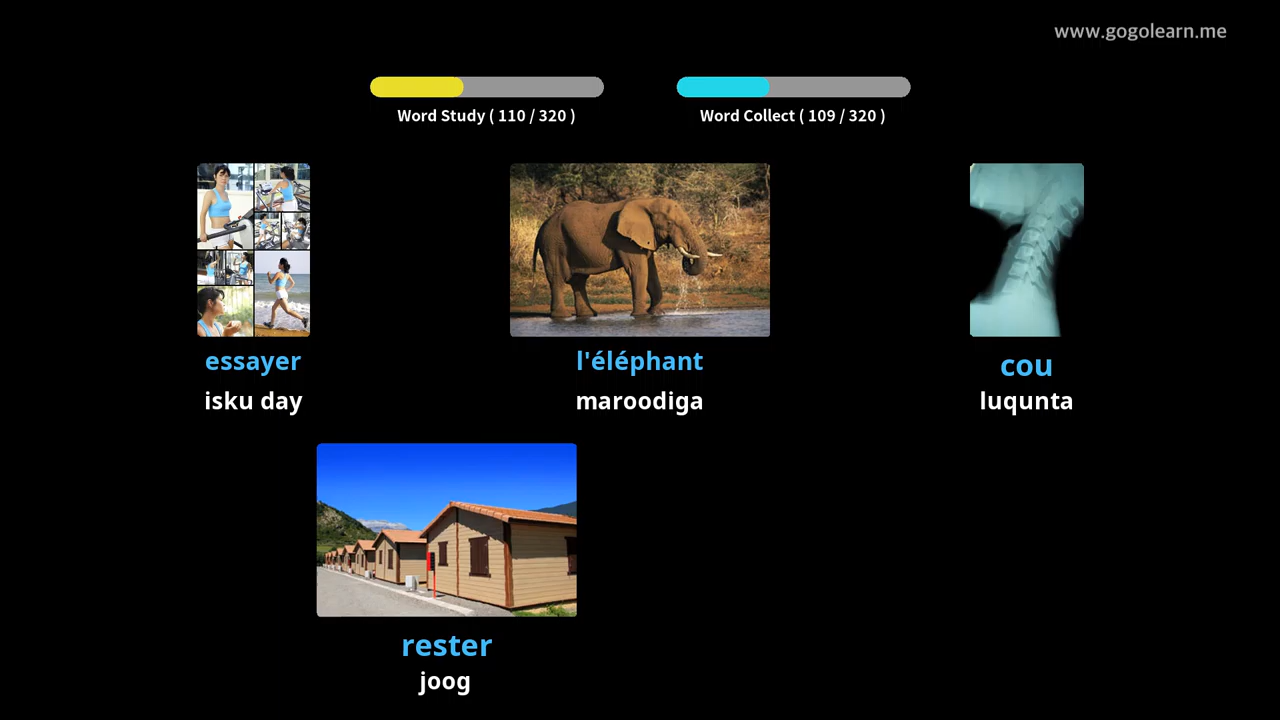 www.gogolearn.me
Word Study ( 110 / 320 )
Word Collect ( 109 / 320 )
essayer
isku day
l'éléphant
maroodiga
cou
luqunta
rester
joog